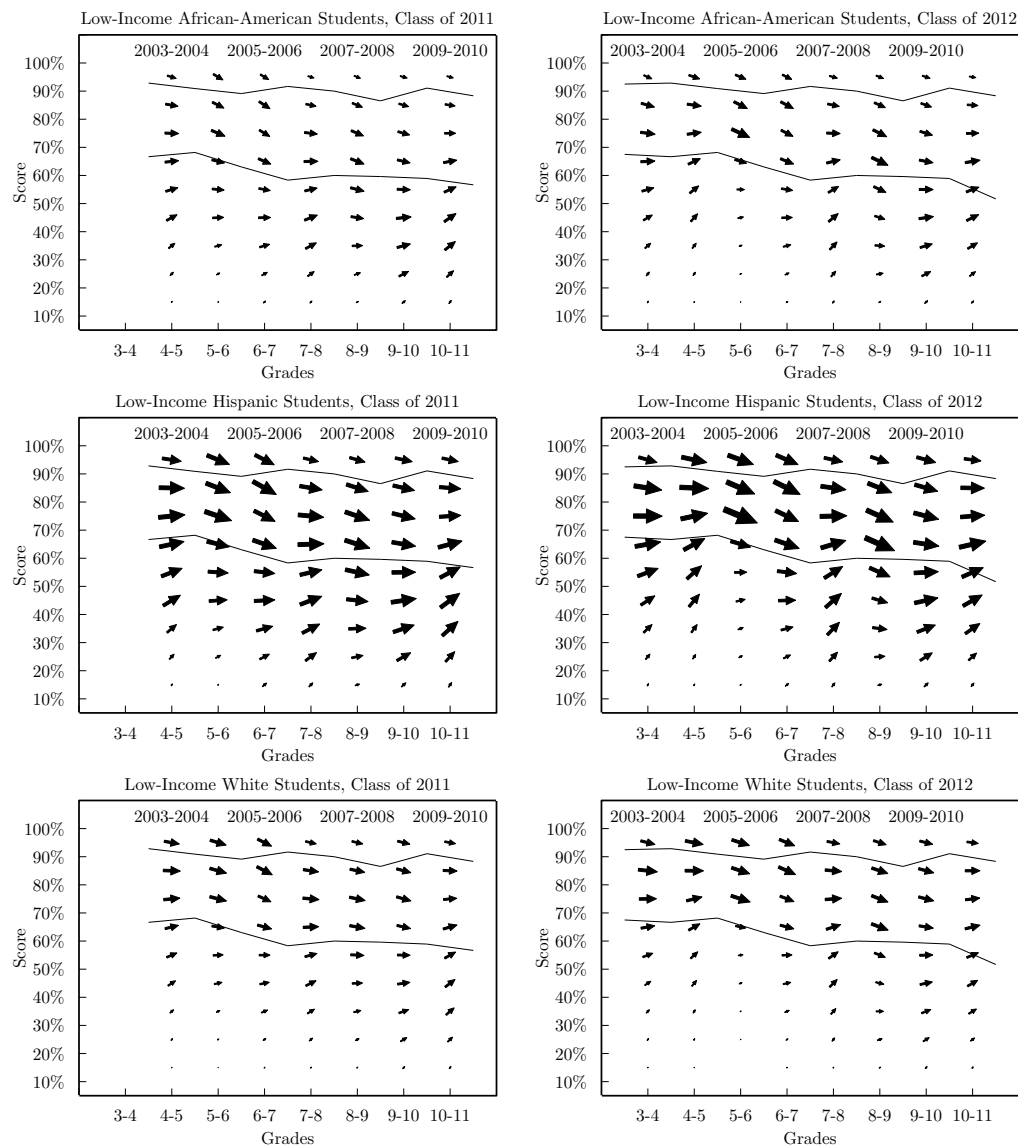 Low-Income African-American Students, Class of 2011
2003-2004 2005-2006 2007-2008 2009-2010
100%
90%
80%
70%
60%
50%
40%
30%
20%
10%
Score
3-4 4-5 5-6 6-7 7-8 8-9 9-10 10-11
Grades
Low-Income African-American Students, Class of 2012
2003-2004 2005-2006 2007-2008 2009-2010
100%
90%
80%
70%
60%
50%
40%
30%
20%
10%
Score
3-4 4-5 5-6 6-7 7-8 8-9 9-10 10-11
Grades
Low-Income Hispanic Students, Class of 2011
2003-2004 2005-2006 2007-2008 2009-2010
100%
90%
80%
70%
60%
50%
40%
30%
20%
10%
Score
3-4 4-5 5-6 6-7 7-8 8-9 9-10 10-11
Grades
Low-Income Hispanic Students, Class of 2012
2003-2004 2005-2006 2007-2008 2009-2010
100%
90%
80%
70%
60%
50%
40%
30%
20%
10%
Score
3-4 4-5 5-6 6-7 7-8 8-9 9-10 10-11
Grades
Low-Income White Students, Class of 2011
2003-2004 2005-2006 2007-2008 2009-2010
100%
90%
80%
70%
60%
50%
40%
30%
20%
10%
Score
3-4 4-5 5-6 6-7 7-8 8-9 9-10 10-11
Grades
Low-Income White Students, Class of 2012
2003-2004 2005-2006 2007-2008 2009-2010
100%
90%
80%
70%
60%
50%
40%
30%
20%
10%
Score
3-4 4-5 5-6 6-7 7-8 8-9 9-10 10-11
Grades